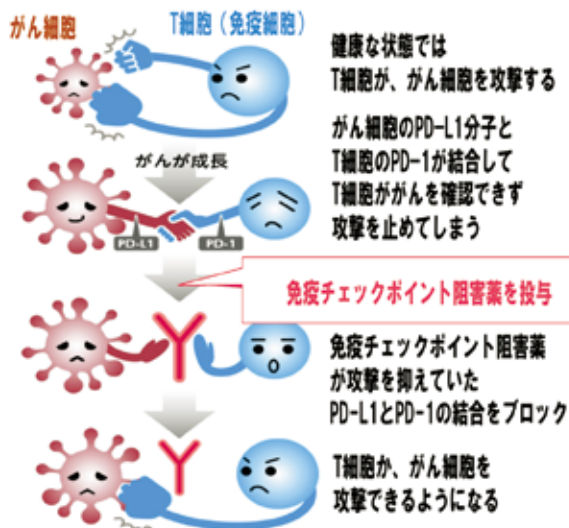 がん細胞
T細胞（免疫細胞）
健康な状態では
T細胞が、がん細胞を攻撃する
がん細胞のPD-L1分子と
T細胞のPD-1が結合して
T細胞ががんを確認できず
攻撃を止めてしまう
がんが成長
PD-L1
PD-1
免疫チェックポイント阻害薬を投与
免疫チェックポイント阻害薬
が攻撃を抑えていた
PD-L1とPD-1の結合をブロック
T細胞か、がん細胞を
攻撃できるようになる